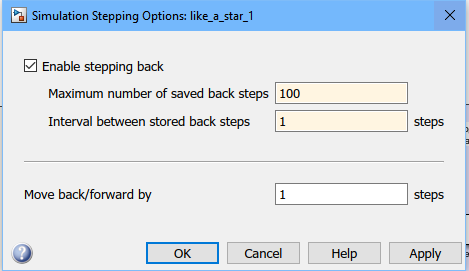 Simulation Stepping Options: like_a_star_1
Enable stepping back
Maximum number of saved back steps 100
Interval between stored back steps 1 steps
Move back/forward by 1 steps
? OK Cancel Help Apply